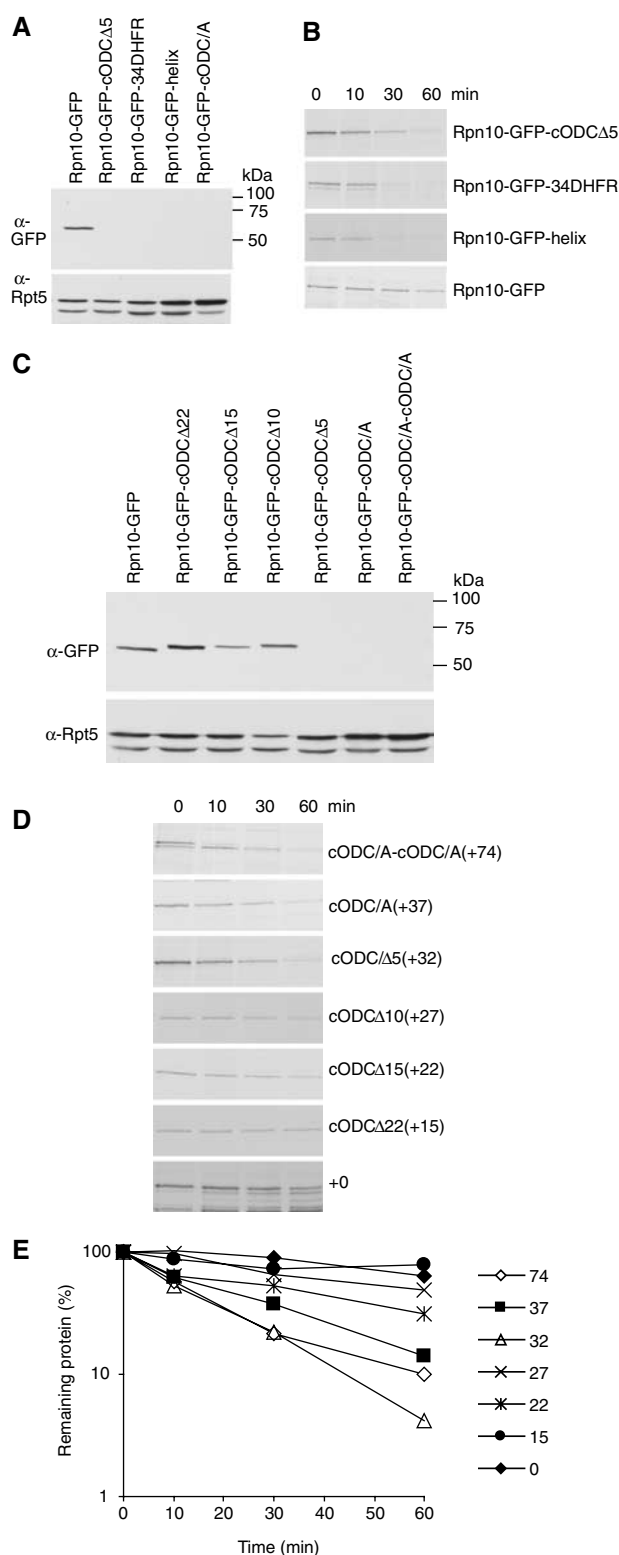 A
Rpn10-GFP
Rpn10-GFP-cODCΔ5
Rpn10-GFP-34DHFR
Rpn10-GFP-helix
Rpn10-GFP-cODC/A
kDa
100
75
50
α-
GFP
α-
Rpt5
B
0 10 30 60 min
Rpn10-GFP-cODCΔ5
Rpn10-GFP-34DHFR
Rpn10-GFP-helix
Rpn10-GFP
C
Rpn10-GFP
Rpn10-GFP-cODCΔ22
Rpn10-GFP-cODCΔ15
Rpn10-GFP-cODCΔ10
Rpn10-GFP-cODCΔ5
Rpn10-GFP-cODC/A
Rpn10-GFP-cODC/A-cODC/A
kDa
100
75
50
α-GFP
α-Rpt5
D
0 10 30 60 min
cODC/A-cODC/A(+74)
cODC/A(+37)
cODC/Δ5(+32)
cODCΔ10(+27)
cODCΔ15(+22)
cODCΔ22(+15)
+0
E
Remaining protein (%)
100
10
1
0 10 20 30 40 50 60
Time (min)
74
37
32
27
22
15
0